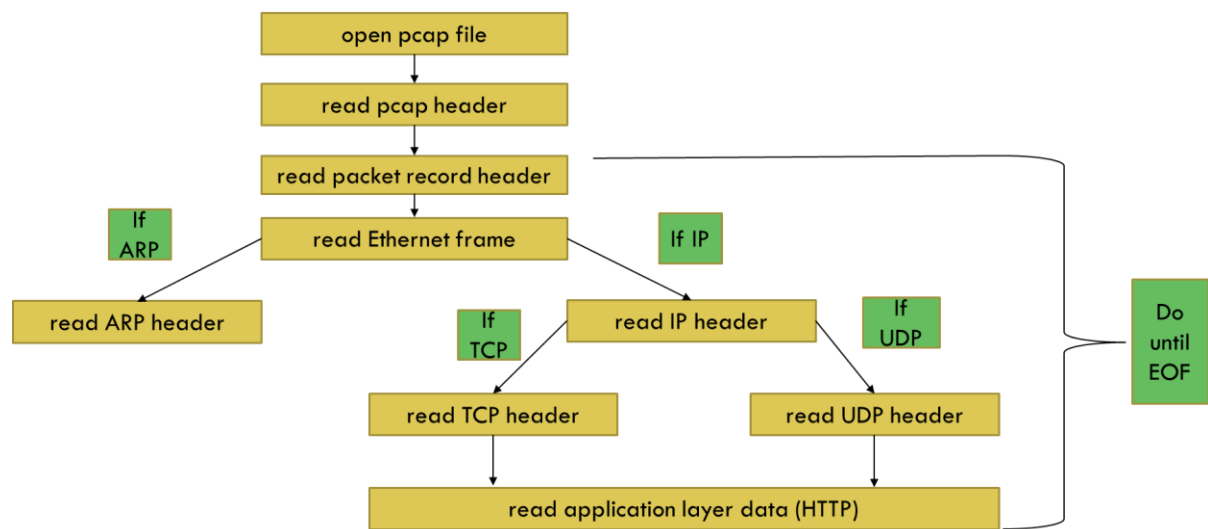 open pcap file
read pcap header
read packet record header
If
ARP
read Ethernet frame
If IP
read ARP header
If
TCP
read IP header
If
UDP
Do
until
EOF
read TCP header
read UDP header
read application layer data (HTTP)